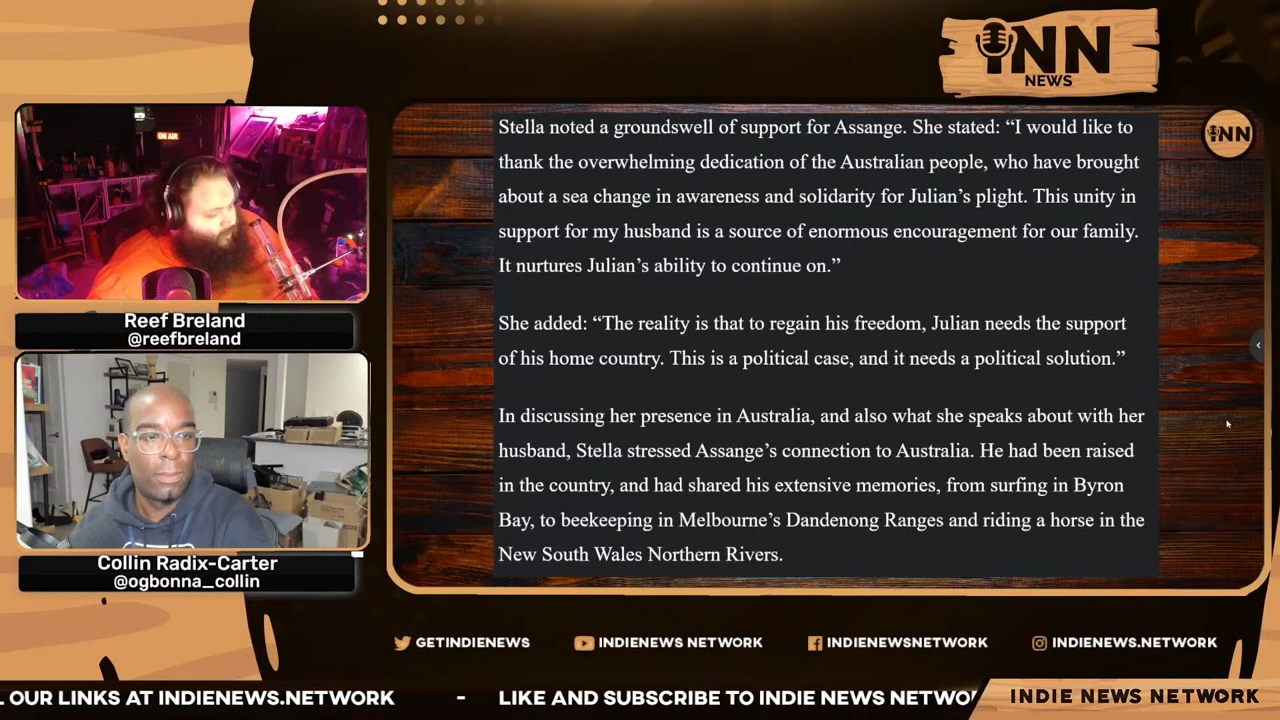 INN
NEWS
ON AIR
Reef Breland
@reefbreland
Collin Radix-Carter
@ogbonna_collin
INN
Stella noted a groundswell of support for Assange. She stated: “I would like to
thank the overwhelming dedication of the Australian people, who have brought
about a sea change in awareness and solidarity for Julian’s plight. This unity in
support for my husband is a source of enormous encouragement for our family.
It nurtures Julian’s ability to continue on.”
She added: “The reality is that to regain his freedom, Julian needs the support
of his home country. This is a political case, and it needs a political solution.”
In discussing her presence in Australia, and also what she speaks about with her
husband, Stella stressed Assange’s connection to Australia. He had been raised
in the country, and had shared his extensive memories, from surfing in Byron
Bay, to beekeeping in Melbourne’s Dandenong Ranges and riding a horse in the
New South Wales Northern Rivers.
GETINDIENEWS
INDIENEWS NETWORK
INDIENEWSNETWORK
INDIENEWS.NETWORK
L OUR LINKS AT INDIENEWS.NETWORK - LIKE AND SUBSCRIBE TO INDIE NEWS NETWO
INDIE NEWS NETWORK